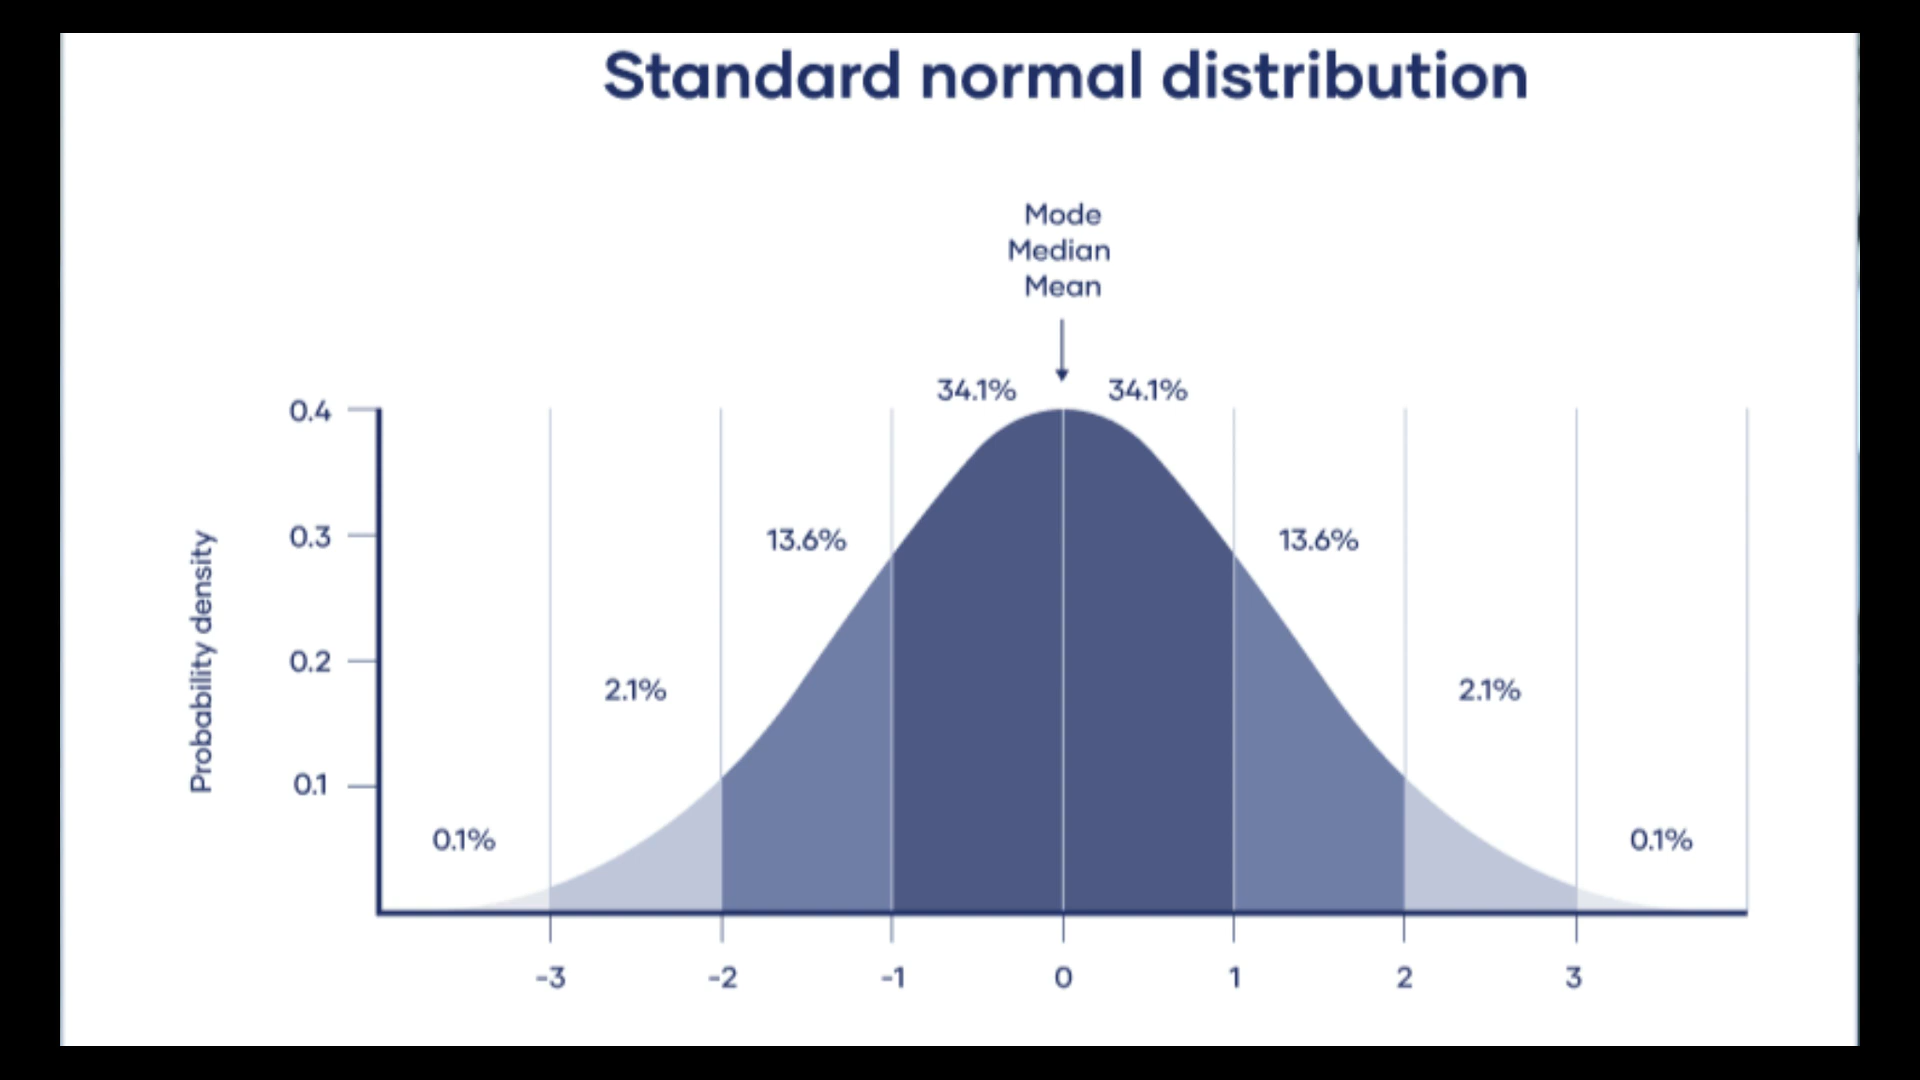 Standard normal distribution
Mode
Median
Mean
34.1% 34.1%
0.4
0.3
13.6% 13.6%
0.2
2.1% 2.1%
0.1
0.1% 0.1%
Probability density
-3 -2 -1 0 1 2 3